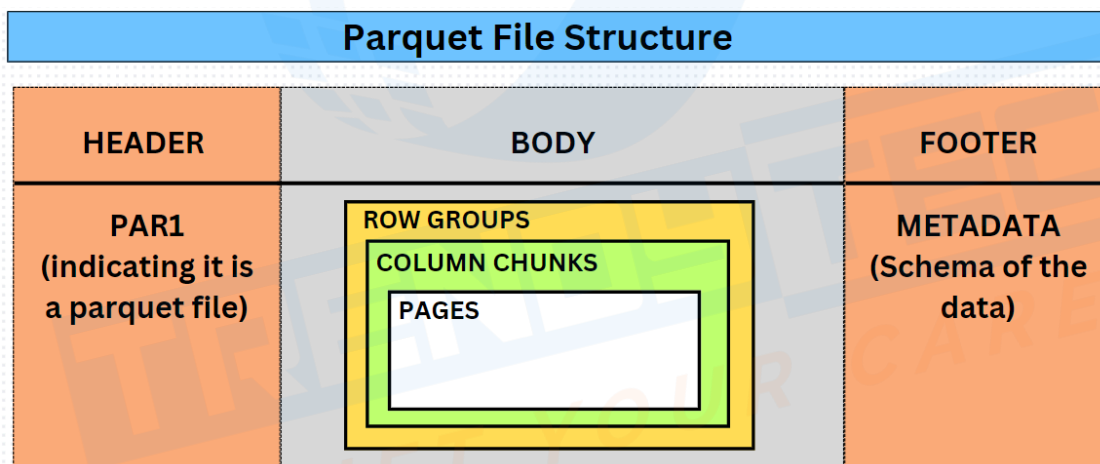 Parquet File Structure
HEADER
BODY
FOOTER
PAR1
(indicating it is
a parquet file)
ROW GROUPS
COLUMN CHUNKS
PAGES
METADATA
(Schema of the
data)